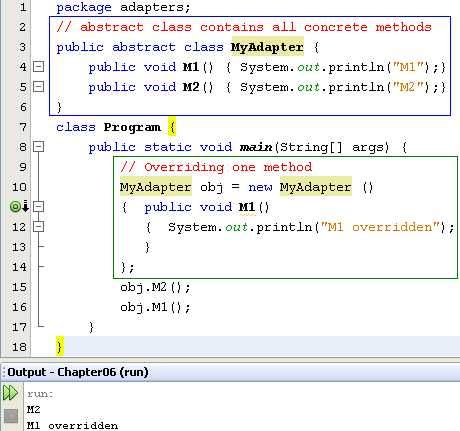 1 package adapters;
2 // abstract class contains all concrete methods
3 public abstract class MyAdapter {
4 public void M1() { System.out.println("M1");}
5 public void M2() { System.out.println("M2");}
6 }
7 class Program {
8 public static void main(String[] args) {
9 // Overriding one method
10 MyAdapter obj = new MyAdapter ()
{ public void M1()
12 { System.out.println("M1 overridden");
13 }
14 };
15 obj.M2();
16 obj.M1();
17 }
18 }
Output - Chapter06 (run)
run:
M2
M1 overridden